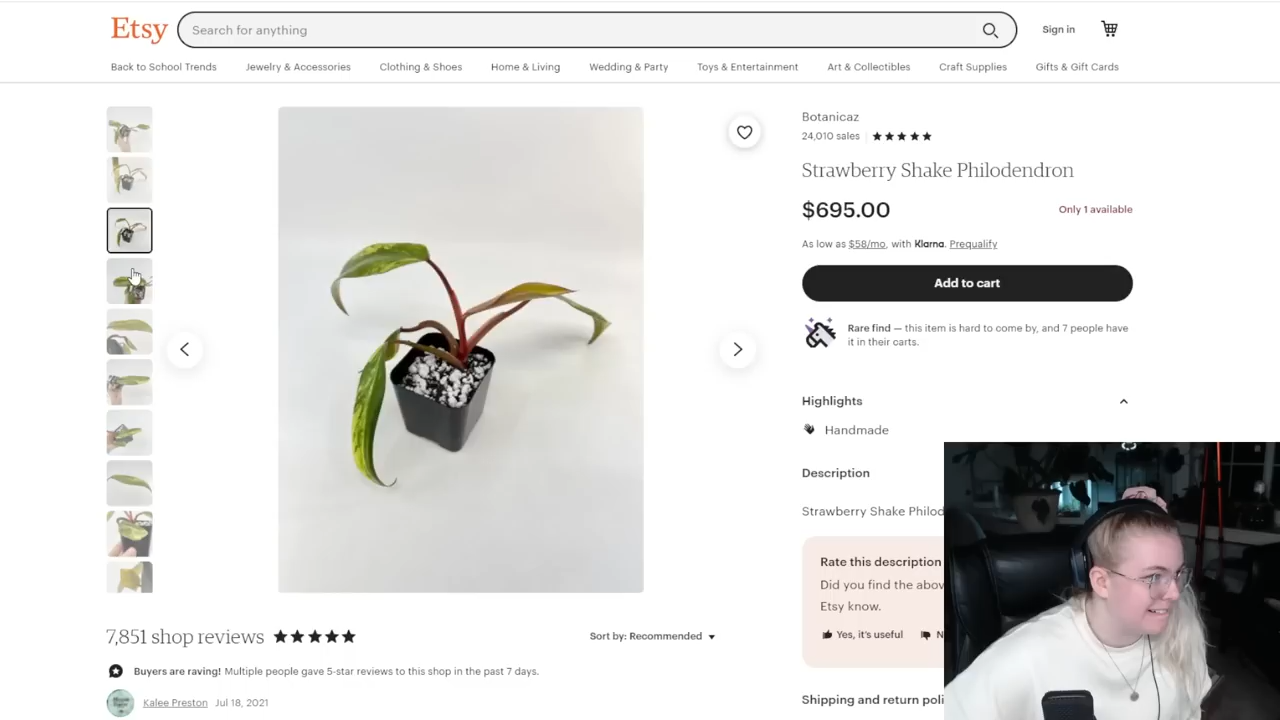 Etsy
Search for anything
Sign in
Back to School Trends
Jewelry & Accessories
Clothing & Shoes
Home & Living
Wedding & Party
Toys & Entertainment
Art & Collectibles
Craft Supplies
Gifts & Gift Cards
Botanicaz
24,010 sales
Strawberry Shake Philodendron
$695.00
Only 1 available
As low as $58/mo, with Klarna. Prequalify
Add to cart
Rare find — this item is hard to come by, and 7 people have
it in their carts.
Highlights
Handmade
Description
Strawberry Shake
Rate this description
Did you find the
Etsy know.
Yes, it's useful
7,851 shop reviews
Sort by: Recommended
Buyers are raving! Multiple people gave 5-star reviews to this shop in the past 7 days.
Kalee Preston Jul 18, 2021
Shipping and return